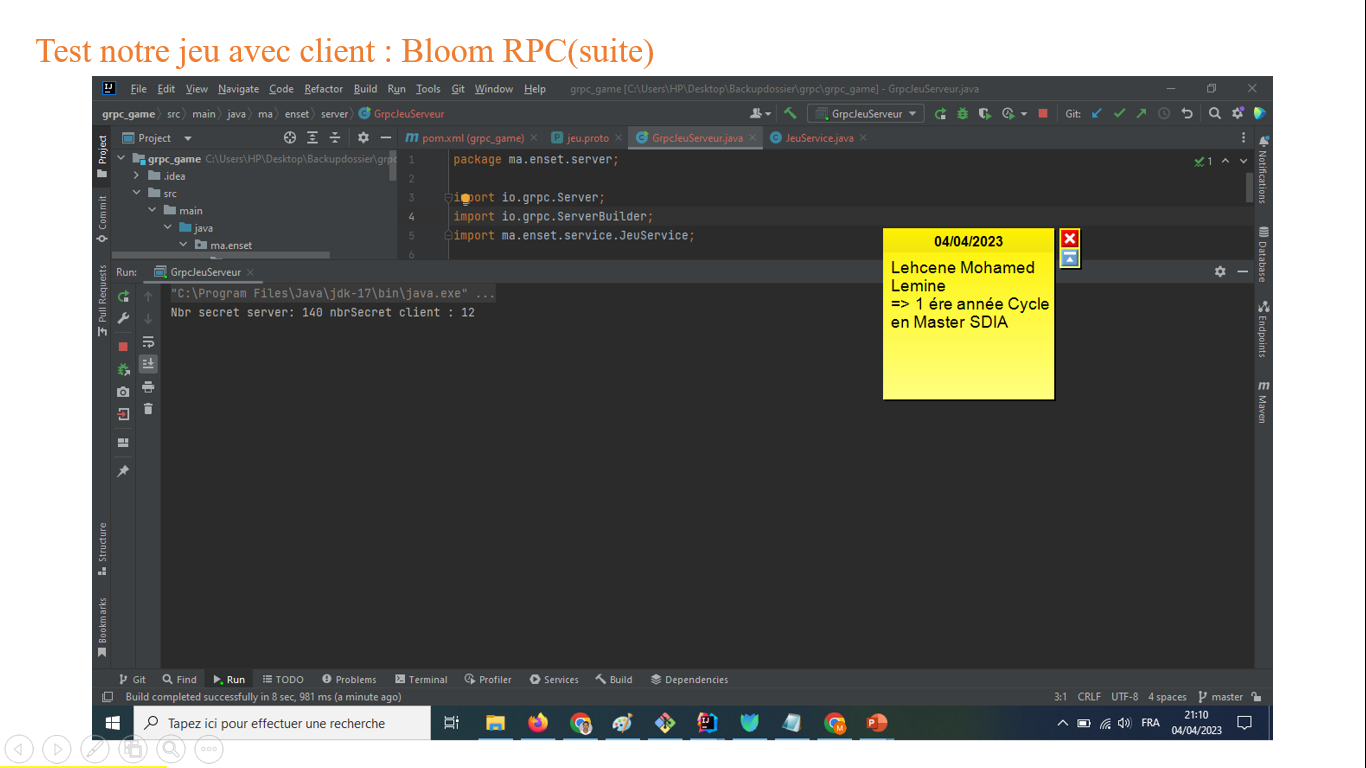 Test notre jeu avec client : Bloom RPC(suite)
File Edit View Navigate Code Refactor Build Run Tools Git Window Help grpc_game [C:\Users\HP\Desktop\Backupdossier\grpc\grpc_game] - GrpcJeuServeur.java
grpc_game src main java ma enset server GrpcJeuServeur GrpcJeuServeur Git:
Project pom.xml (grpc_game) jeu.proto GrpcJeuServeur.java JeuService.java
grpc_game C:\Users\HP\Desktop\Backupdossier\grpc
.idea
src
main
java
ma.enset
1 package ma.enset.server;
2
3 import io.grpc.Server;
4 import io.grpc.ServerBuilder;
5 import ma.enset.service.JeuService;
6
1
Project
Commit
Pull Requests
Structure
Bookmarks
Notifications
Database
Endpoints
Maven
04/04/2023
Lehcene Mohamed
Lemine
=> 1 ére année Cycle
en Master SDIA
Run: GrpcJeuServeur
"C:\Program Files\Java\jdk-17\bin\java.exe" ...
Nbr secret server: 140 nbrSecret client : 12
Git Find Run TODO Problems Terminal Profiler Services Build Dependencies
Build completed successfully in 8 sec, 981 ms (a minute ago) 3:1 CRLF UTF-8 4 spaces master
Tapez ici pour effectuer une recherche FRA 21:10
04/04/2023